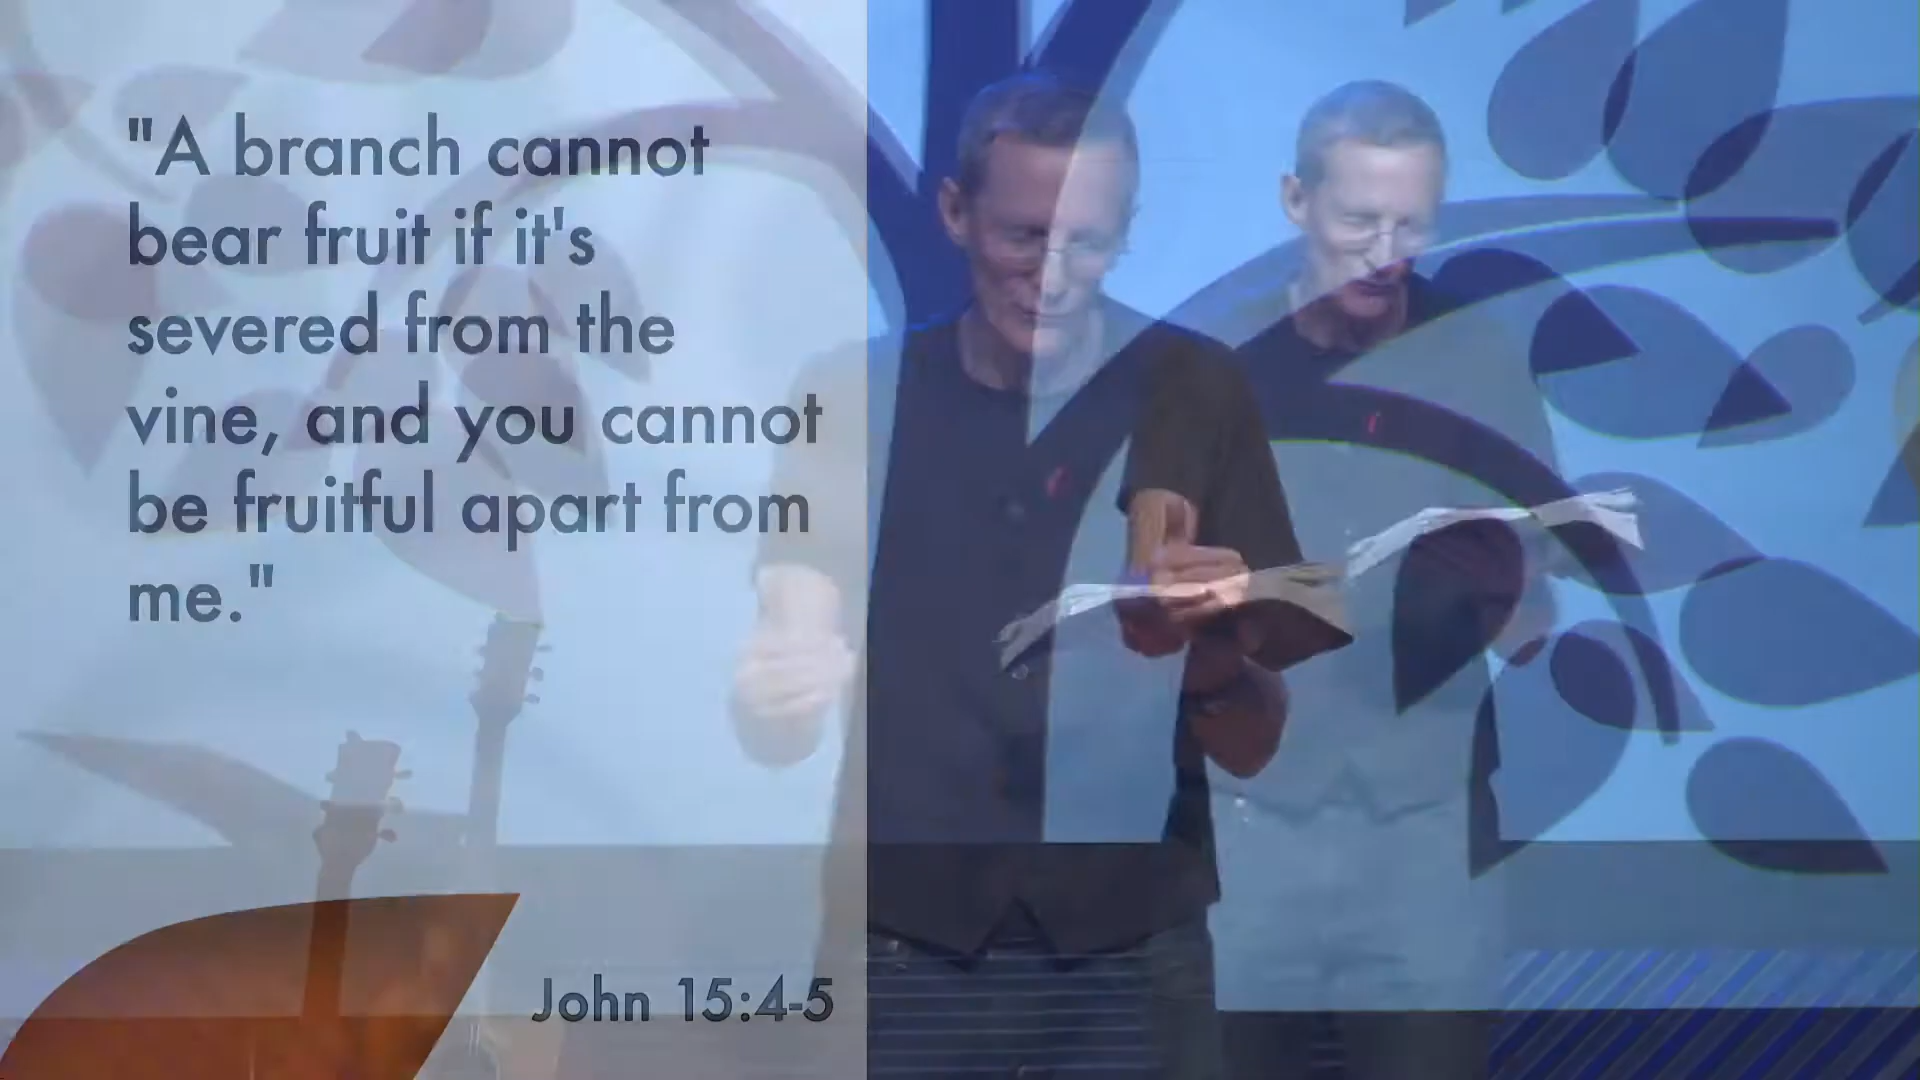 "A branch cannot
bear fruit if it's
severed from the
vine, and you cannot
be fruitful apart from
me."
John 15:4-5